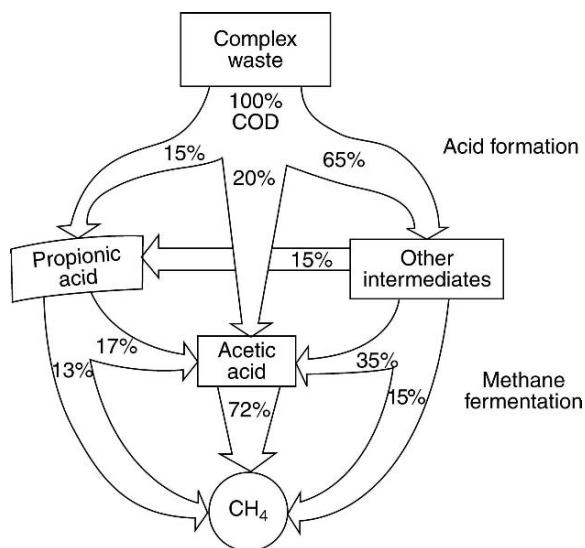 Complex
waste
100%
COD
Acid formation
15%
65%
20%
Propionic
acid
15%
Other
intermediates
17%
Acetic
acid
35%
13%
15%
Methane
fermentation
72%
CH₄